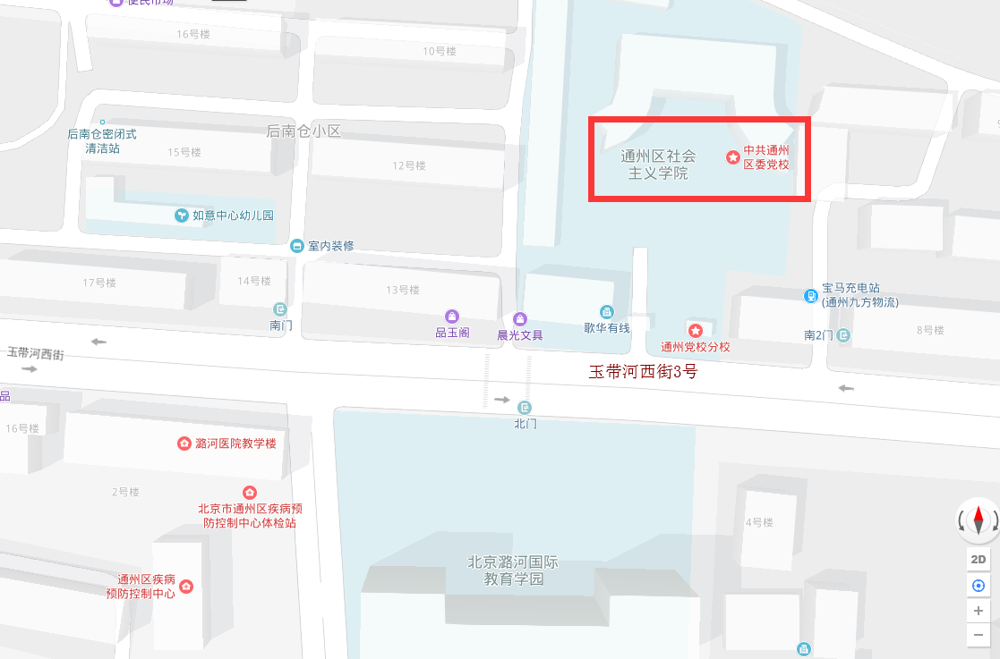 便民市场
16号楼
10号楼
后南仓密闭式
清洁站
后南仓小区
15号楼
12号楼
通州区社会
主义学院
中共通州
区委党校
如意中心幼儿园
室内装修
17号楼
14号楼
13号楼
宝马充电站
(通州九方物流)
南门
品玉阁
晨光文具
歌华有线
通州党校分校
南2门
8号楼
玉带河西街
玉带河西街3号
品
北门
16号楼
潞河医院教学楼
2号楼
北京市通州区疾病预
防控制中心体检站
4号楼
北京潞河国际
教育学园
通州区疾病
预防控制中心
2D